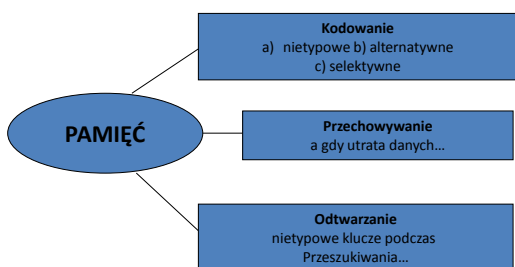 Kodowanie
a) nietypowe b) alternatywne
c) selektywne
PAMIĘĆ
Przechowywanie
a gdy utrata danych...
Odtwarzanie
nietypowe klucze podczas
Przeszukiwania...